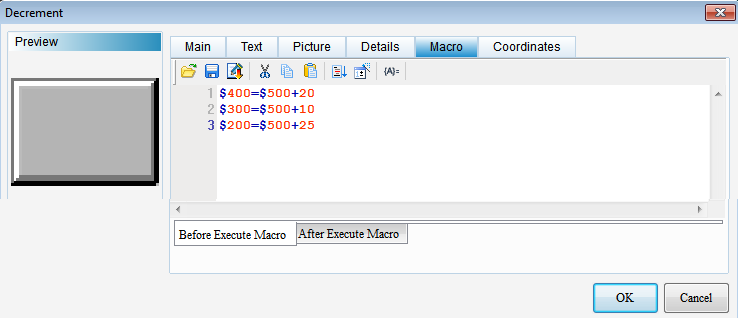 Decrement
Preview
Main Text Picture Details Macro Coordinates
{A}=
1 $400=$500+20
2 $300=$500+10
3 $200=$500+25
Before Execute Macro After Execute Macro
OK Cancel